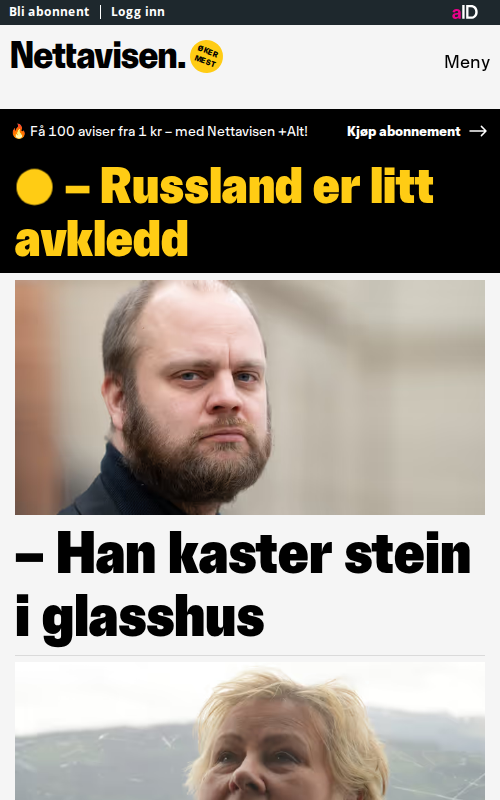 Bli abonnent | Logg inn
aID
Nettavisen.
ØKER
MEST
Meny
🔥 Få 100 aviser fra 1 kr – med Nettavisen +Alt!
Kjøp abonnement →
– Russland er litt
avkledd
– Han kaster stein
i glasshus